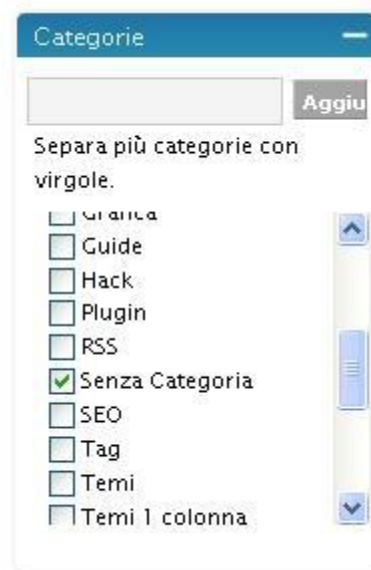 Categorie
Aggiu
Separa più categorie con
virgole.
Grafica
Guide
Hack
Plugin
RSS
Senza Categoria
SEO
Tag
Temi
Temi 1 colonna